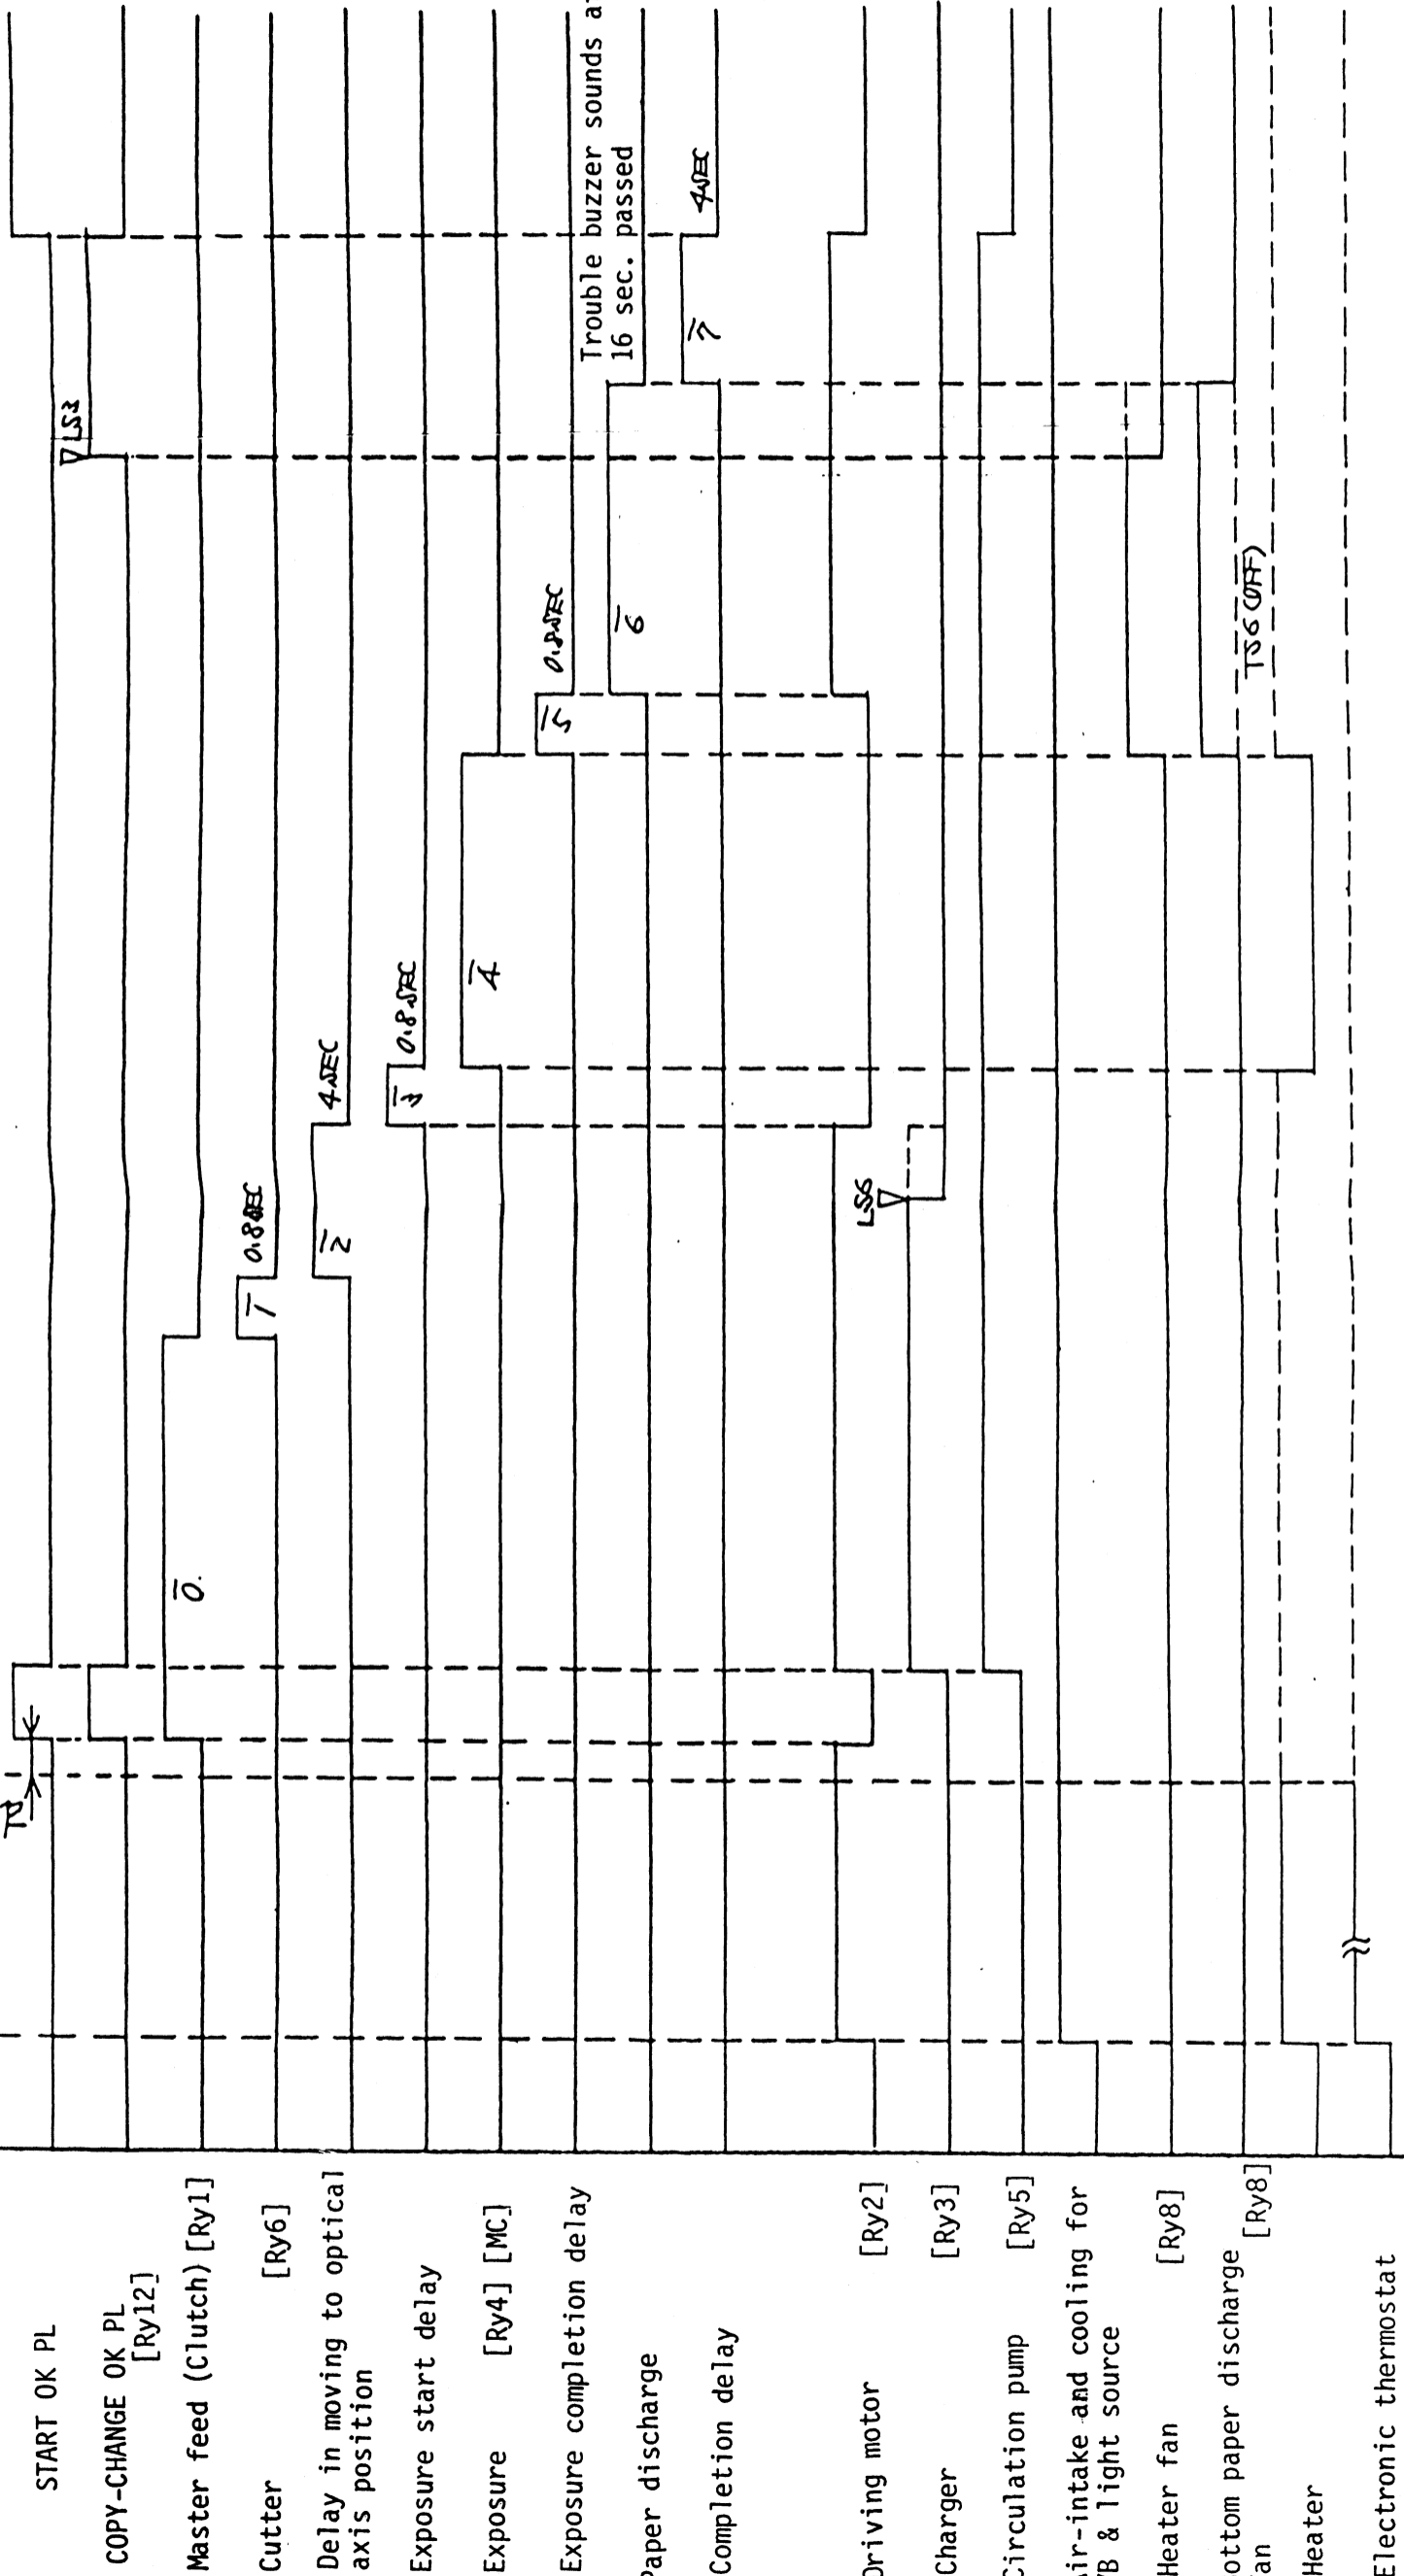 START OK PL
COPY-CHANGE OK PL
[Ry12]
Master feed (Clutch) [Ry1]
Cutter [Ry6]
Delay in moving to optical
axis position
Exposure start delay
Exposure [Ry4] [MC]
Exposure completion delay
Paper discharge
Completion delay
Driving motor [Ry2]
Charger [Ry3]
Circulation pump [Ry5]
ir-intake and cooling for
B & light source
Heater fan [Ry8]
ottom paper discharge
an [Ry8]
Heater
Electronic thermostat
LS3
0
1
0.8SEC
2
4SEC
3
0.8SEC
4
5
0.8SEC
6
Trouble buzzer sounds a
16 sec. passed
7
4SEC
LS6
TS6 (OFF)